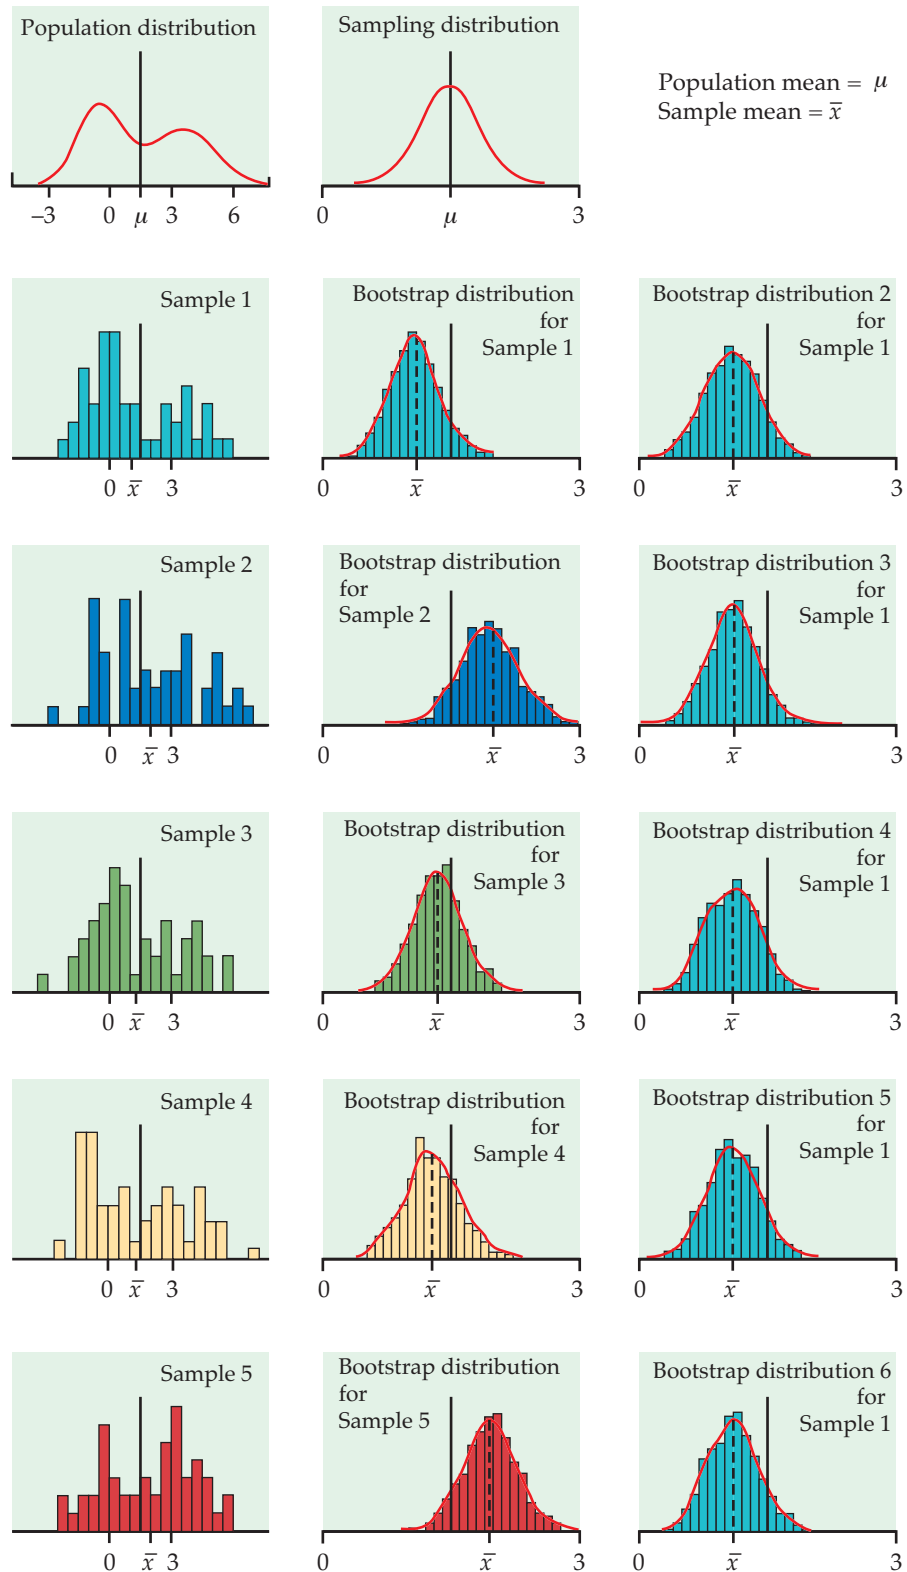 Population distribution
–3 0 μ 3 6
Sampling distribution
0 μ 3
Population mean = μ
Sample mean = x̄
Sample 1
0 x̄ 3
Bootstrap distribution
for
Sample 1
0 x̄ 3
Bootstrap distribution 2
for
Sample 1
0 x̄ 3
Sample 2
0 x̄ 3
Bootstrap distribution
for
Sample 2
0 x̄ 3
Bootstrap distribution 3
for
Sample 1
0 x̄ 3
Sample 3
0 x̄ 3
Bootstrap distribution
for
Sample 3
0 x̄ 3
Bootstrap distribution 4
for
Sample 1
0 x̄ 3
Sample 4
0 x̄ 3
Bootstrap distribution
for
Sample 4
0 x̄ 3
Bootstrap distribution 5
for
Sample 1
0 x̄ 3
Sample 5
0 x̄ 3
Bootstrap distribution
for
Sample 5
0 x̄ 3
Bootstrap distribution 6
for
Sample 1
0 x̄ 3